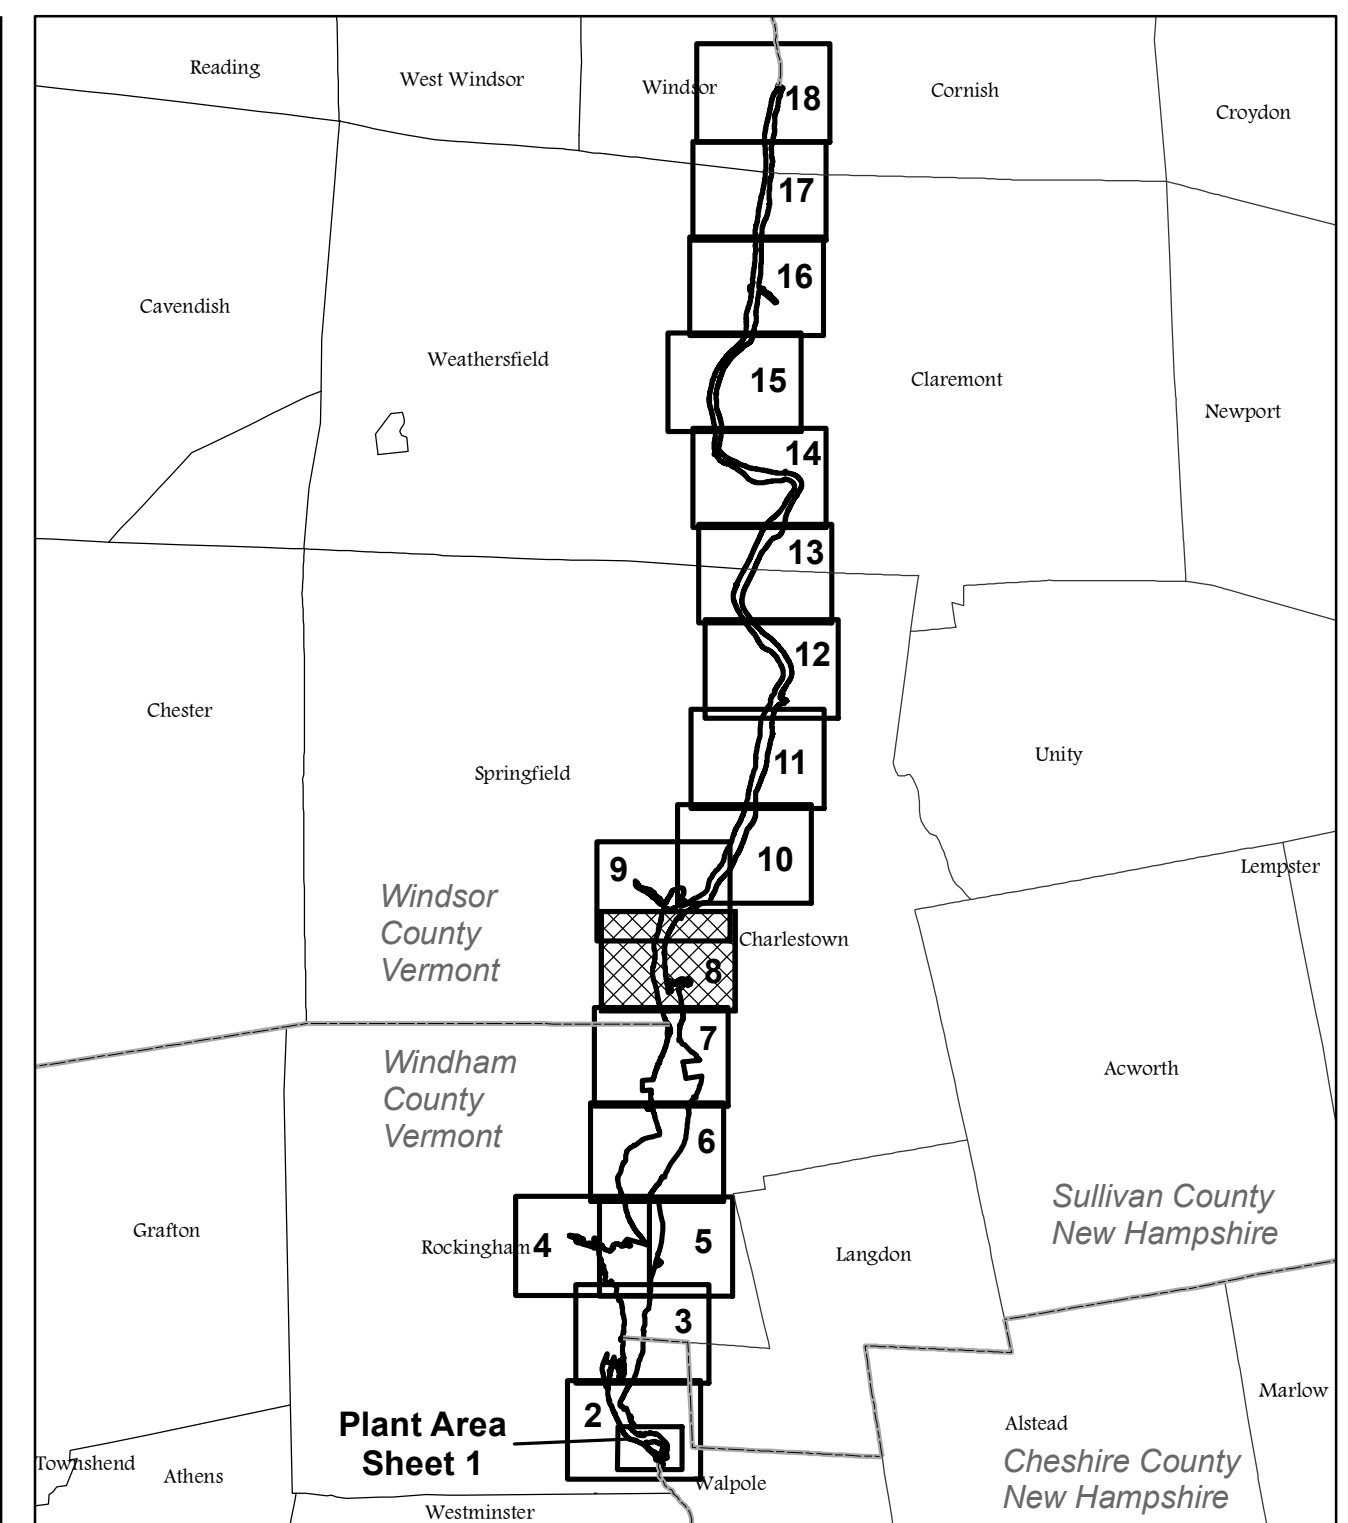 Reading
West Windsor
Windsor
18
Cornish
Croydon
17
16
Cavendish
Weathersfield
15
Claremont
Newport
14
13
12
Chester
Springfield
11
Unity
10
9
Lempster
Windsor
County
Vermont
Charlestown
8
7
Windham
County
Vermont
Acworth
6
Sullivan County
New Hampshire
Grafton
Rockingham
4
5
Langdon
3
Marlow
2
Plant Area
Sheet 1
Alstead
Cheshire County
New Hampshire
Townshend
Athens
Walpole
Westminster